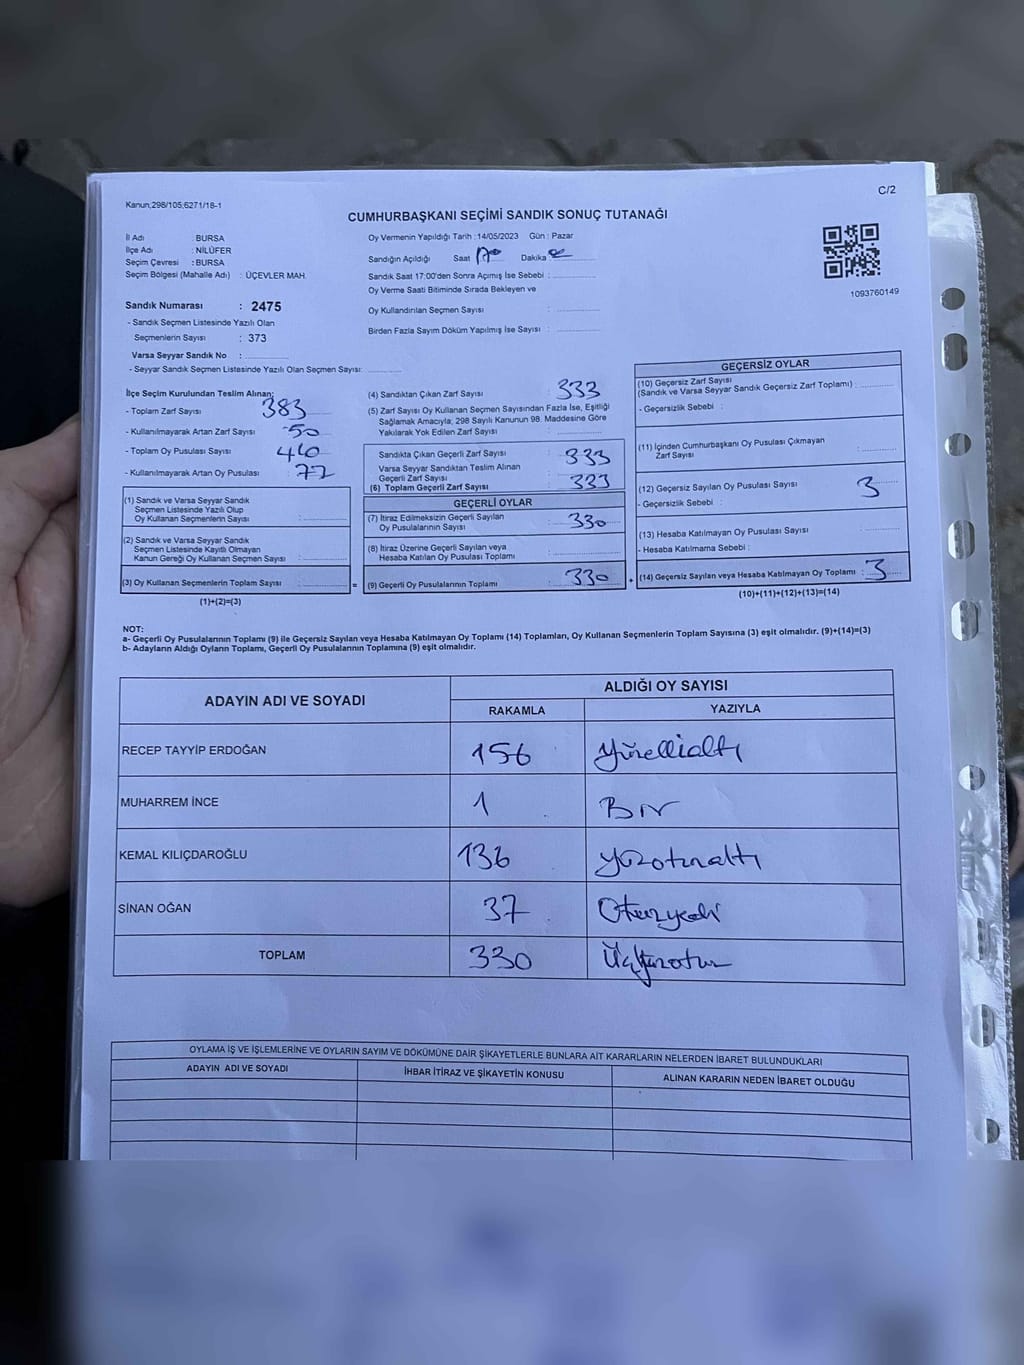 C/2
Kanun,298/105,6271/18-1
CUMHURBAŞKANI SEÇİMİ SANDIK SONUÇ TUTANAĞI
İl Adı : BURSA
İlçe Adı : NİLÜFER
Seçim Çevresi : BURSA
Seçim Bölgesi (Mahalle Adı) : ÜÇEVLER MAH.
Sandık Numarası : 2475
- Sandık Seçmen Listesinde Yazılı Olan
Seçmenlerin Sayısı : 373
Varsa Seyyar Sandık No :
- Seyyar Sandık Seçmen Listesinde Yazılı Olan Seçmen Sayısı:
Oy Vermenin Yapıldığı Tarih :14/05/2023 Gün : Pazar
Sandığın Açıldığı Saat 17 Dakika
Sandık Saat 17:00'den Sonra Açımış İse Sebebi :
Oy Verme Saati Bitiminde Sırada Bekleyen ve
Oy Kullandırılan Seçmen Sayısı :
Birden Fazla Sayım Döküm Yapılmış İse Sayısı :
1093760149
İlçe Seçim Kurulundan Teslim Alınan;
- Toplam Zarf Sayısı 383
- Kullanılmayarak Artan Zarf Sayısı 50
- Toplam Oy Pusulası Sayısı 410
- Kullanılmayarak Artan Oy Pusulası 77
(1) Sandık ve Varsa Seyyar Sandık
Seçmen Listesinde Yazılı Olup
Oy Kullanan Seçmenlerin Sayısı :
(2) Sandık ve Varsa Seyyar Sandık
Seçmen Listesinde Kayıtlı Olmayan
Kanun Gereği Oy Kullanan Seçmen Sayısı :
(3) Oy Kullanan Seçmenlerin Toplam Sayısı :
(1)+(2)=(3)
(4) Sandıktan Çıkan Zarf Sayısı : 333
(5) Zarf Sayısı Oy Kullanan Seçmen Sayısından Fazla İse, Eşitliği
Sağlamak Amacıyla; 298 Sayılı Kanunun 98. Maddesine Göre
Yakılarak Yok Edilen Zarf Sayısı :
Sandıkta Çıkan Geçerli Zarf Sayısı : 333
Varsa Seyyar Sandıktan Teslim Alınan
Geçerli Zarf Sayısı :
(6) Toplam Geçerli Zarf Sayısı : 333
GEÇERLİ OYLAR
(7) İtiraz Edilmeksizin Geçerli Sayılan
Oy Pusulalarının Sayısı : 330
(8) İtiraz Üzerine Geçerli Sayılan veya
Hesaba Katılan Oy Pusulası Toplamı :
= (9) Geçerli Oy Pusulalarının Toplamı : 330 +
GEÇERSİZ OYLAR
(10) Geçersiz Zarf Sayısı
(Sandık ve Varsa Seyyar Sandık Geçersiz Zarf Toplamı) :
- Geçersizlik Sebebi :
(11) İçinden Cumhurbaşkanı Oy Pusulası Çıkmayan
Zarf Sayısı :
(12) Geçersiz Sayılan Oy Pusulası Sayısı : 3
- Geçersizlik Sebebi :
(13) Hesaba Katılmayan Oy Pusulası Sayısı :
- Hesaba Katılmama Sebebi :
(14) Geçersiz Sayılan veya Hesaba Katılmayan Oy Toplamı : 3
(10)+(11)+(12)+(13)=(14)
NOT:
a- Geçerli Oy Pusulalarının Toplamı (9) ile Geçersiz Sayılan veya Hesaba Katılmayan Oy Toplamı (14) Toplamları, Oy Kullanan Seçmenlerin Toplam Sayısına (3) eşit olmalıdır. (9)+(14)=(3)
b- Adayların Aldığı Oyların Toplamı, Geçerli Oy Pusulalarının Toplamına (9) eşit olmalıdır.
ADAYIN ADI VE SOYADI
ALDIĞI OY SAYISI
RAKAMLA YAZIYLA
RECEP TAYYİP ERDOĞAN 156 Yüzellialtı
MUHARREM İNCE 1 Bir
KEMAL KILIÇDAROĞLU 136 Yüzotuzaltı
SİNAN OĞAN 37 Otuzyedi
TOPLAM 330 Üçyüzotuz
OYLAMA İŞ VE İŞLEMLERİNE VE OYLARIN SAYIM VE DÖKÜMÜNE DAİR ŞİKAYETLERLE BUNLARA AİT KARARLARIN NELERDEN İBARET BULUNDUKLARI
ADAYIN ADI VE SOYADI İHBAR İTİRAZ VE ŞİKAYETİN KONUSU ALINAN KARARIN NEDEN İBARET OLDUĞU